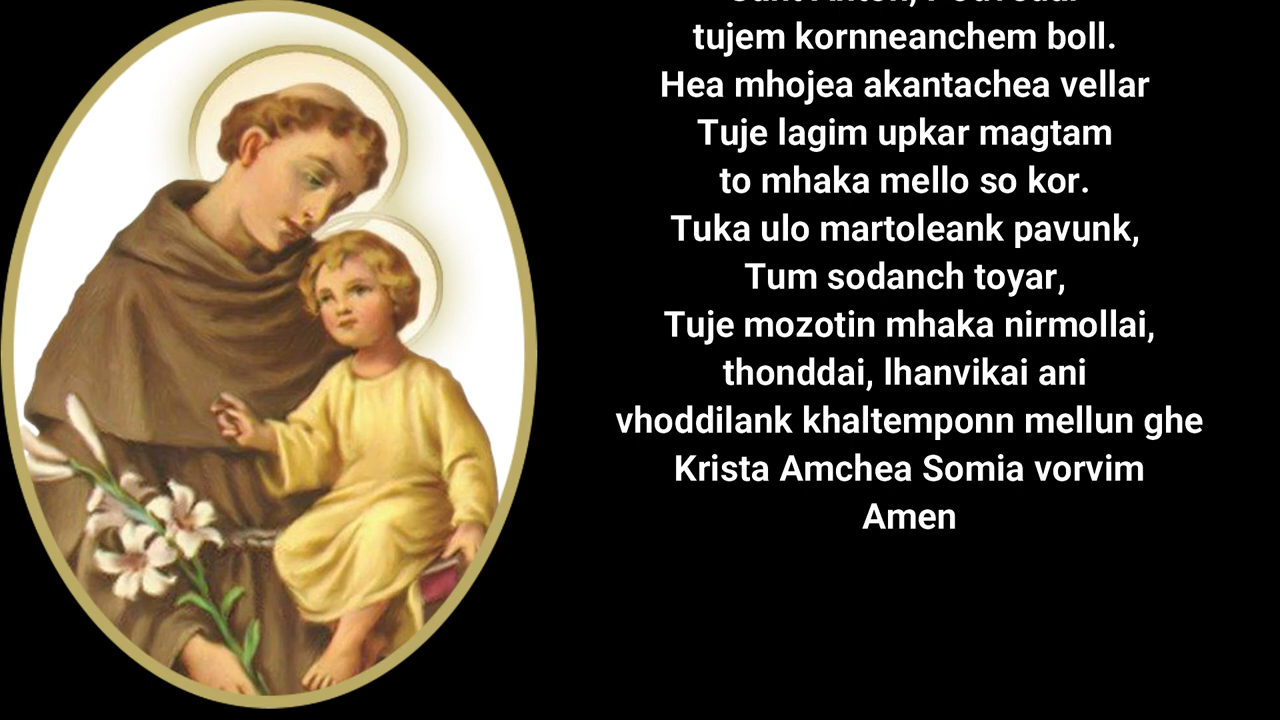 tujem kornneanchem boll.
Hea mhojea akantachea vellar
Tuje lagim upkar magtam
to mhaka mello so kor.
Tuka ulo martoleank pavunk,
Tum sodanch toyar,
Tuje mozotin mhaka nirmollai,
thonddai, lhanvikai ani
vhoddilank khaltemponn mellun ghe
Krista Amchea Somia vorvim
Amen